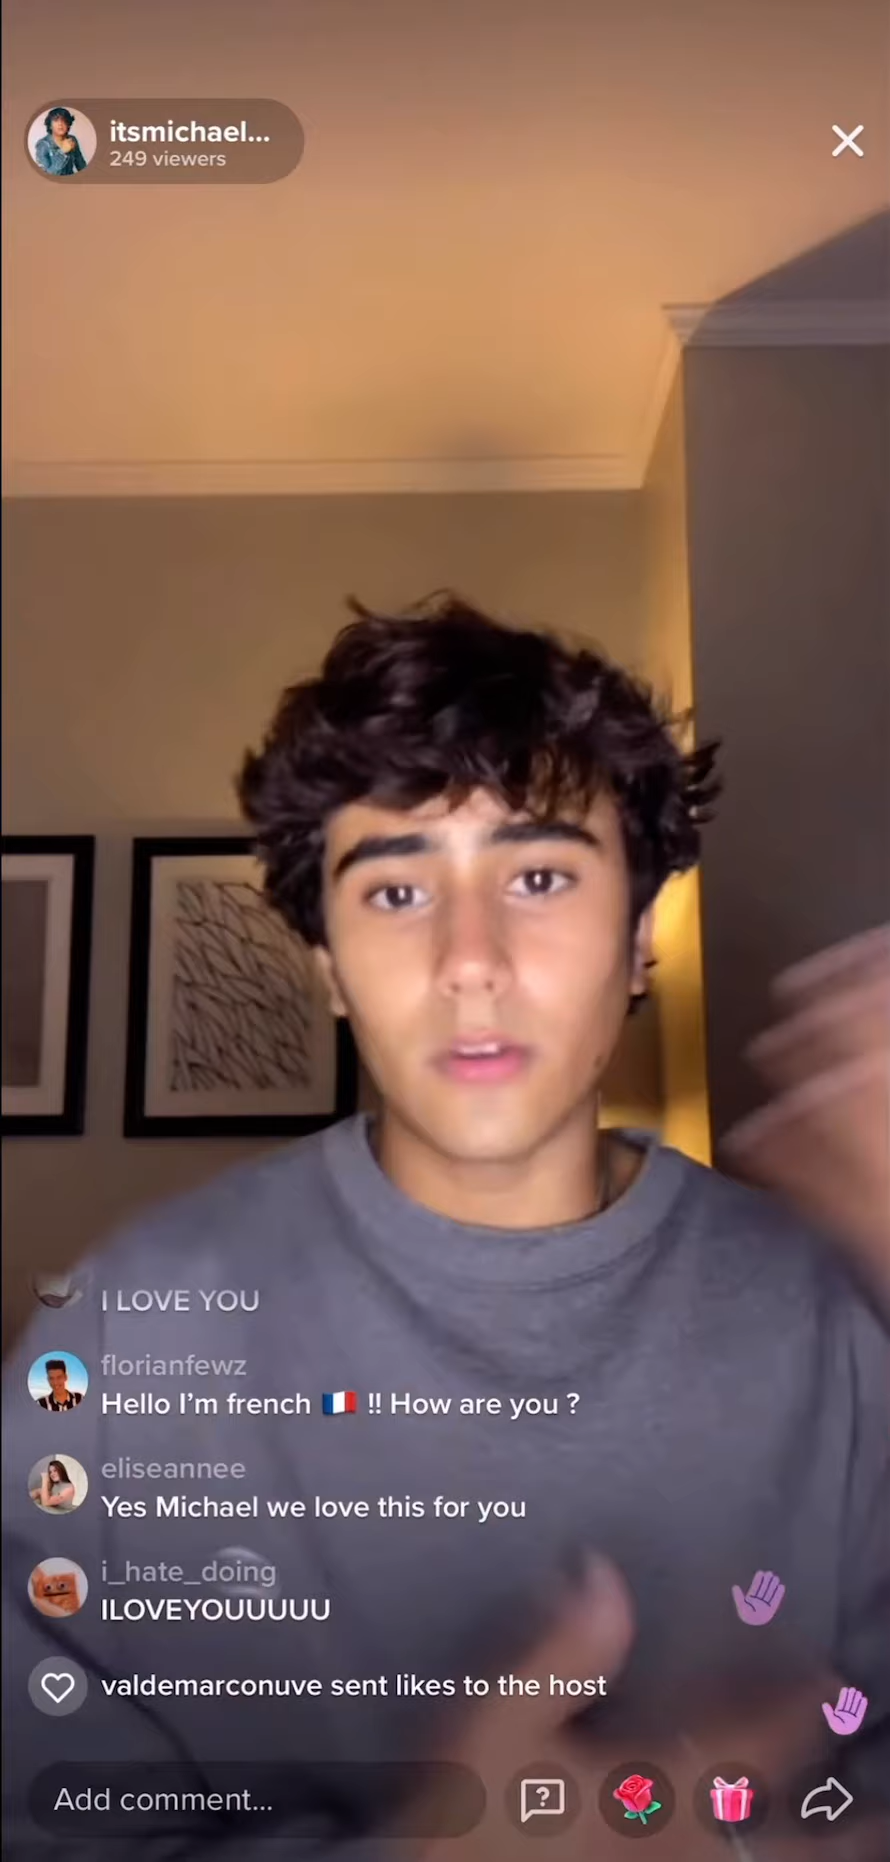 itsmichael...
249 viewers
I LOVE YOU
florianfewz
Hello I'm french 🇫🇷 !! How are you ?
eliseannee
Yes Michael we love this for you
i_hate_doing
ILOVEYOUUUUU
valdemarconuve sent likes to the host
Add comment...